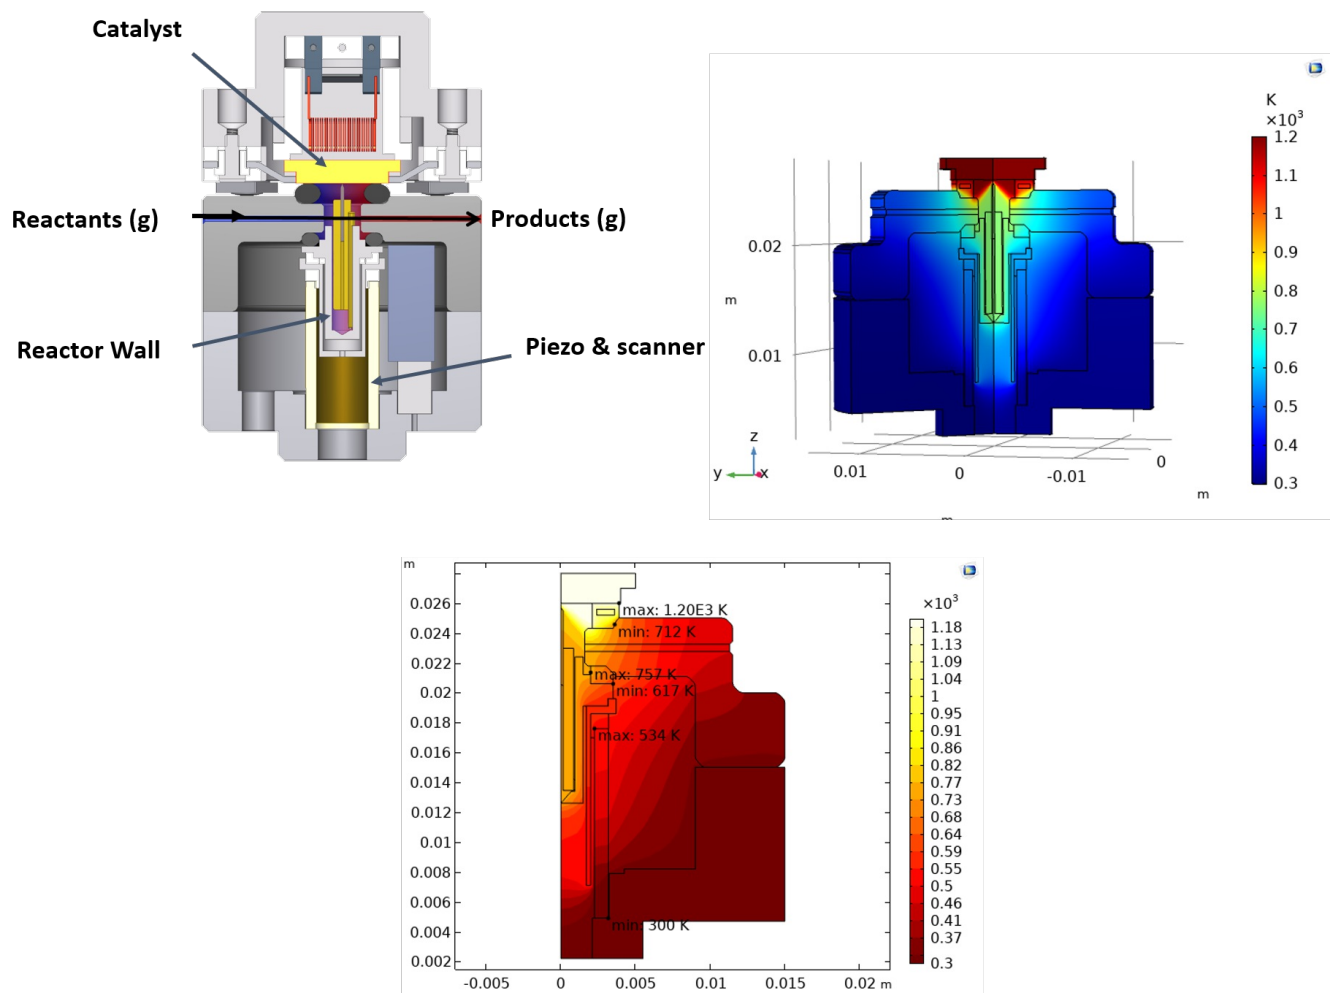 Catalyst
Reactants (g)
Products (g)
Reactor Wall
Piezo & scanner
K
×10³
1.2
1.1
1
0.9
0.8
0.7
0.6
0.5
0.4
0.3
0.02
m
0.01
z
y
x
0.01
0
-0.01
0
m
m
0.026
0.024
0.022
0.02
0.018
0.016
0.014
0.012
0.01
0.008
0.006
0.004
0.002
max: 1.20E3 K
min: 712 K
max: 757 K
min: 617 K
max: 534 K
min: 300 K
-0.005
0
0.005
0.01
0.015
0.02 m
×10³
1.18
1.13
1.09
1.04
1
0.95
0.91
0.86
0.82
0.77
0.73
0.68
0.64
0.59
0.55
0.5
0.46
0.41
0.37
0.3